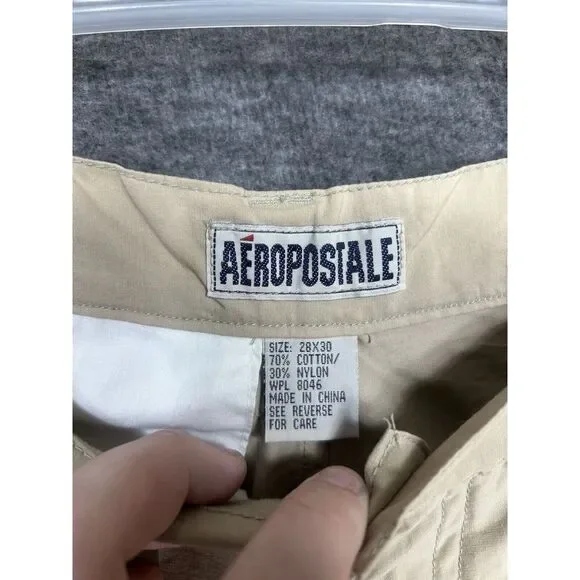 AÉROPOSTALE
SIZE: 28X30
70% COTTON/
30% NYLON
WPL 8046
MADE IN CHINA
SEE REVERSE
FOR CARE